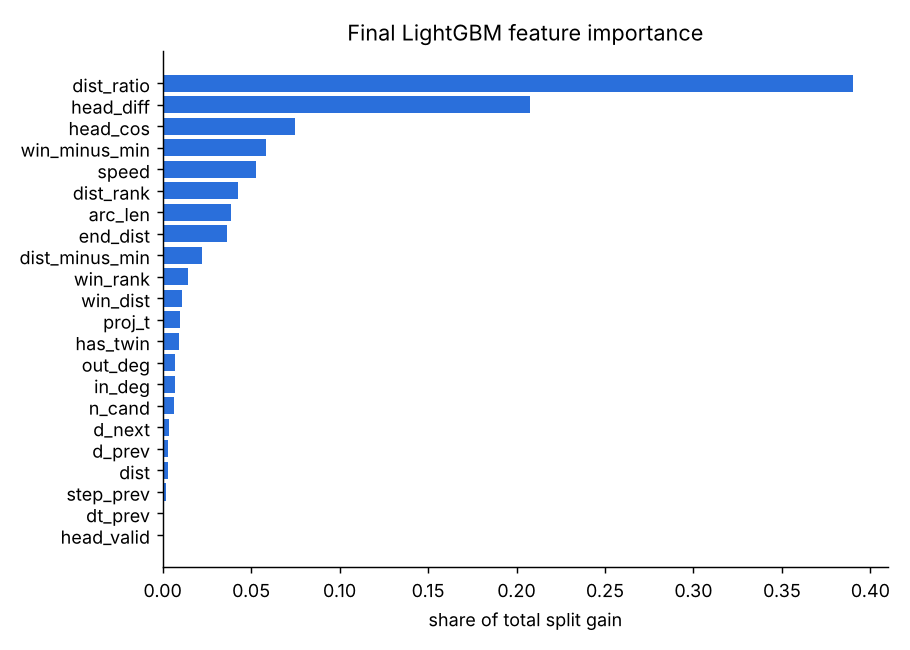 Final LightGBM feature importance
dist_ratio
head_diff
head_cos
win_minus_min
speed
dist_rank
arc_len
end_dist
dist_minus_min
win_rank
win_dist
proj_t
has_twin
out_deg
in_deg
n_cand
d_next
d_prev
dist
step_prev
dt_prev
head_valid
0.00 0.05 0.10 0.15 0.20 0.25 0.30 0.35 0.40
share of total split gain